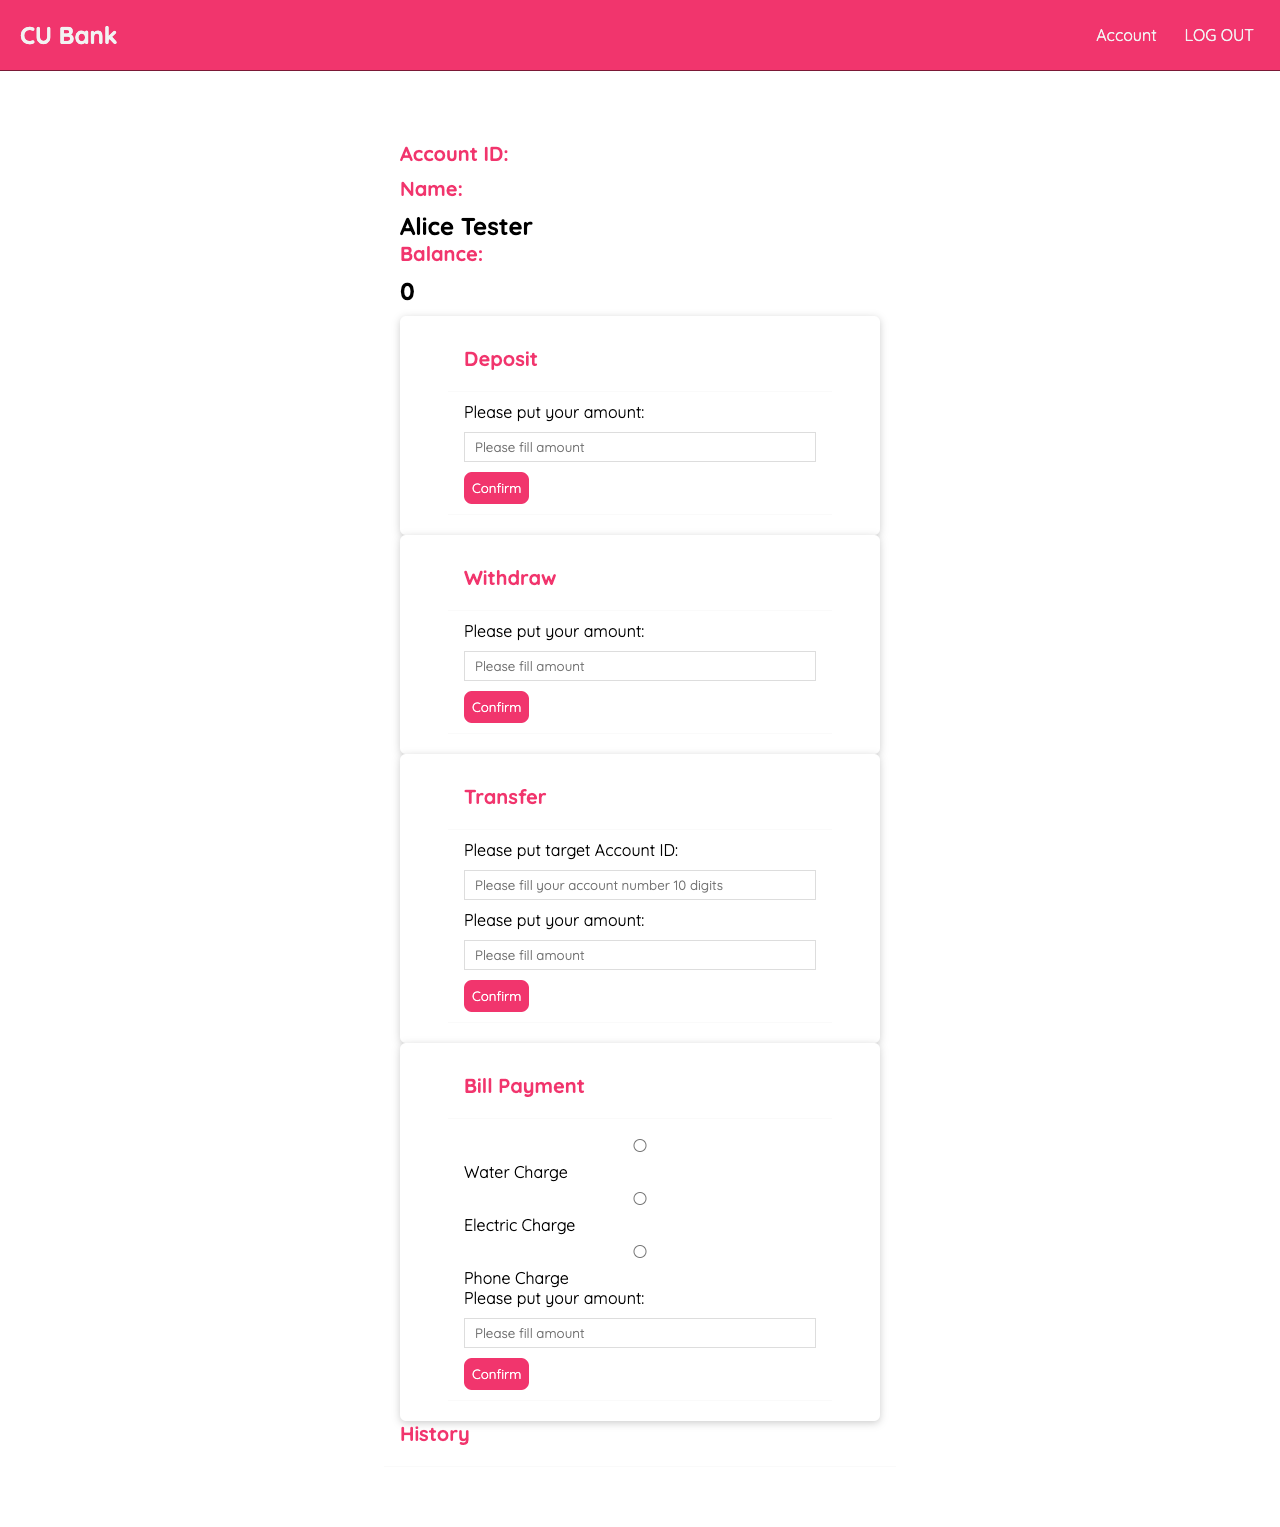 CU Bank
Account
LOG OUT
Account ID:
Name:
Alice Tester
Balance:
0
Deposit
Please put your amount:
Please fill amount
Confirm
Withdraw
Please put your amount:
Please fill amount
Confirm
Transfer
Please put target Account ID:
Please fill your account number 10 digits
Please put your amount:
Please fill amount
Confirm
Bill Payment
Water Charge
Electric Charge
Phone Charge
Please put your amount:
Please fill amount
Confirm
History